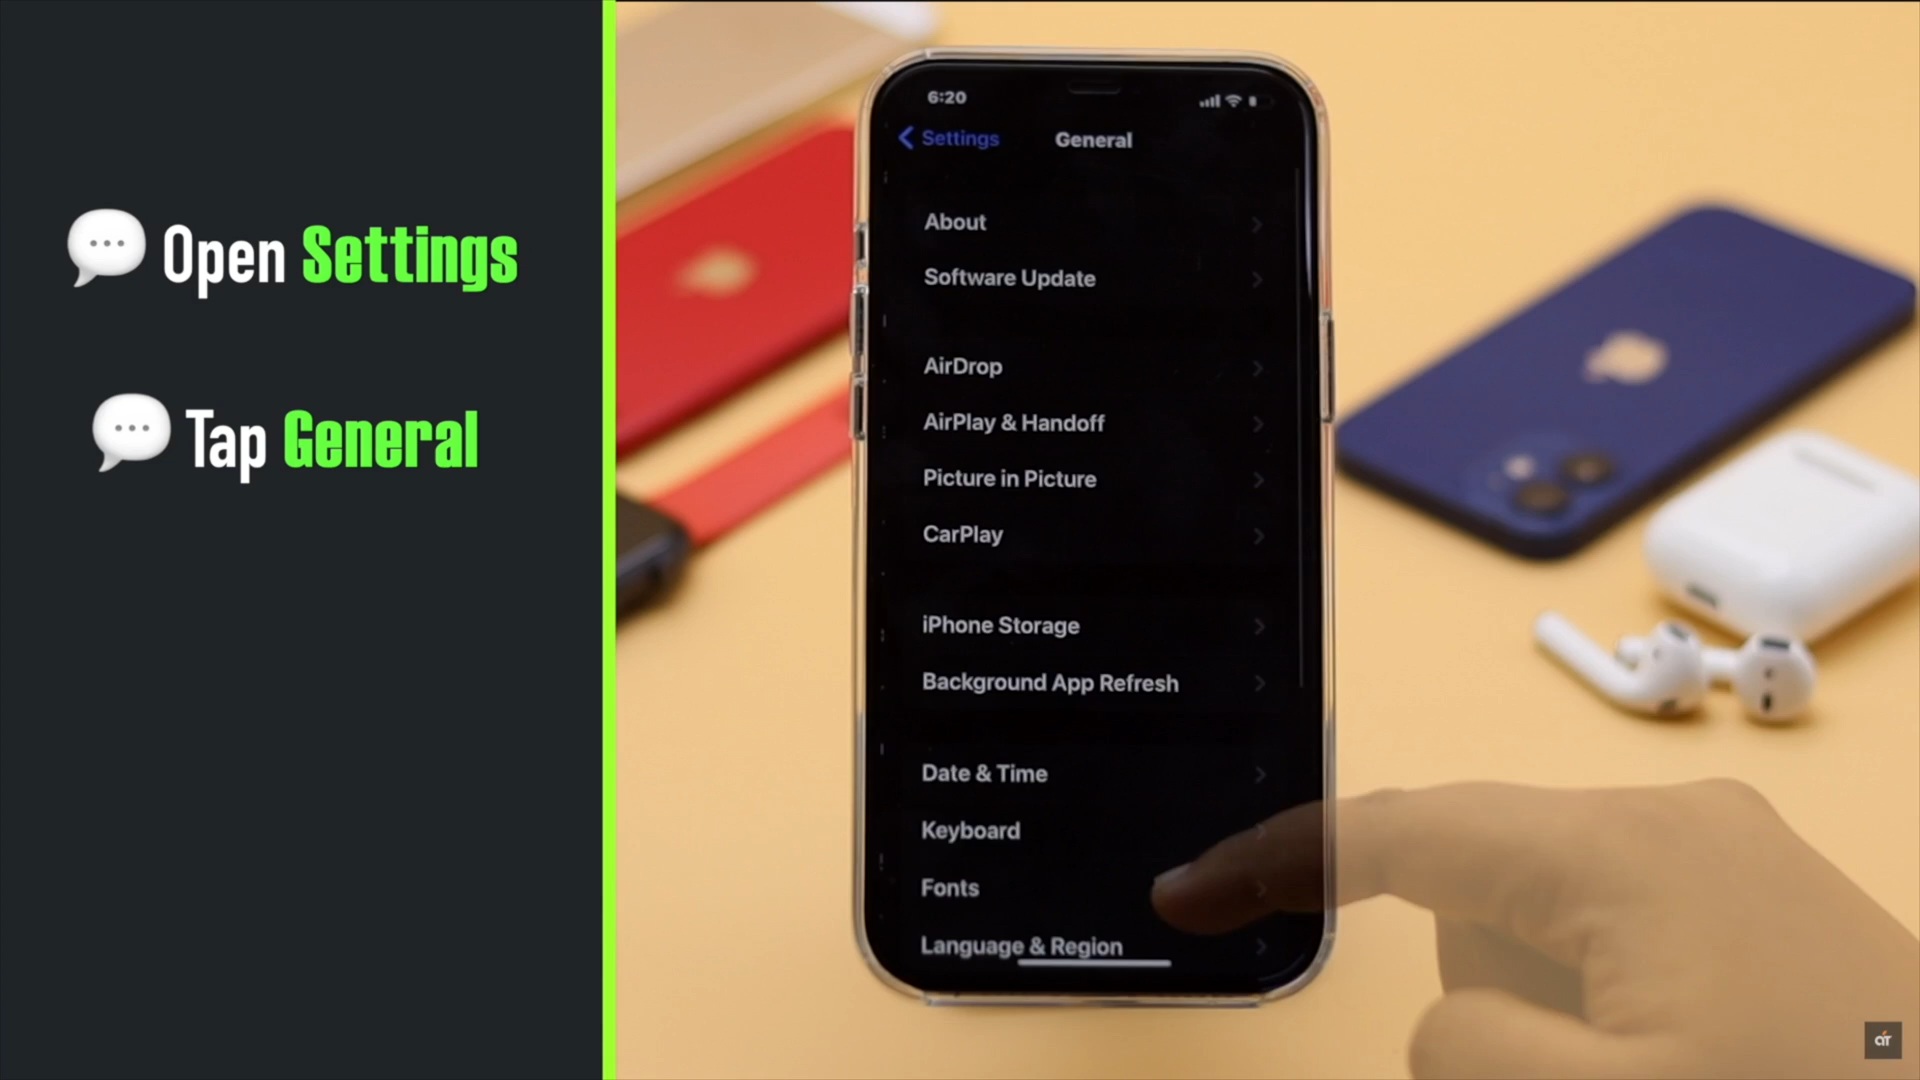 Open Settings
Tap General
6:20
Settings
General
About
Software Update
AirDrop
AirPlay & Handoff
Picture in Picture
CarPlay
iPhone Storage
Background App Refresh
Date & Time
Keyboard
Fonts
Language & Region
aiT